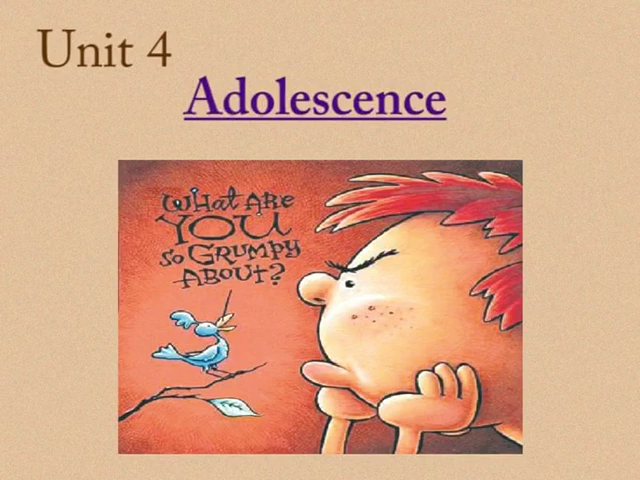 Unit 4
Adolescence
WHat ARe
YOU
So GRuMpy
ABOut?